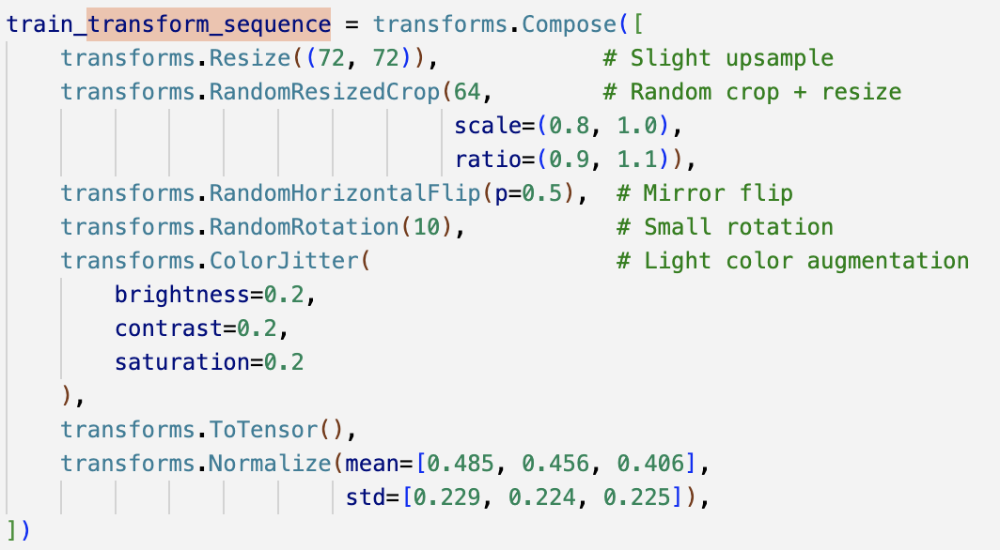 train_transform_sequence = transforms.Compose([
    transforms.Resize((72, 72)),            # Slight upsample
    transforms.RandomResizedCrop(64,        # Random crop + resize
                                 scale=(0.8, 1.0),
                                 ratio=(0.9, 1.1)),
    transforms.RandomHorizontalFlip(p=0.5),  # Mirror flip
    transforms.RandomRotation(10),           # Small rotation
    transforms.ColorJitter(                  # Light color augmentation
        brightness=0.2,
        contrast=0.2,
        saturation=0.2
    ),
    transforms.ToTensor(),
    transforms.Normalize(mean=[0.485, 0.456, 0.406],
                         std=[0.229, 0.224, 0.225]),
])